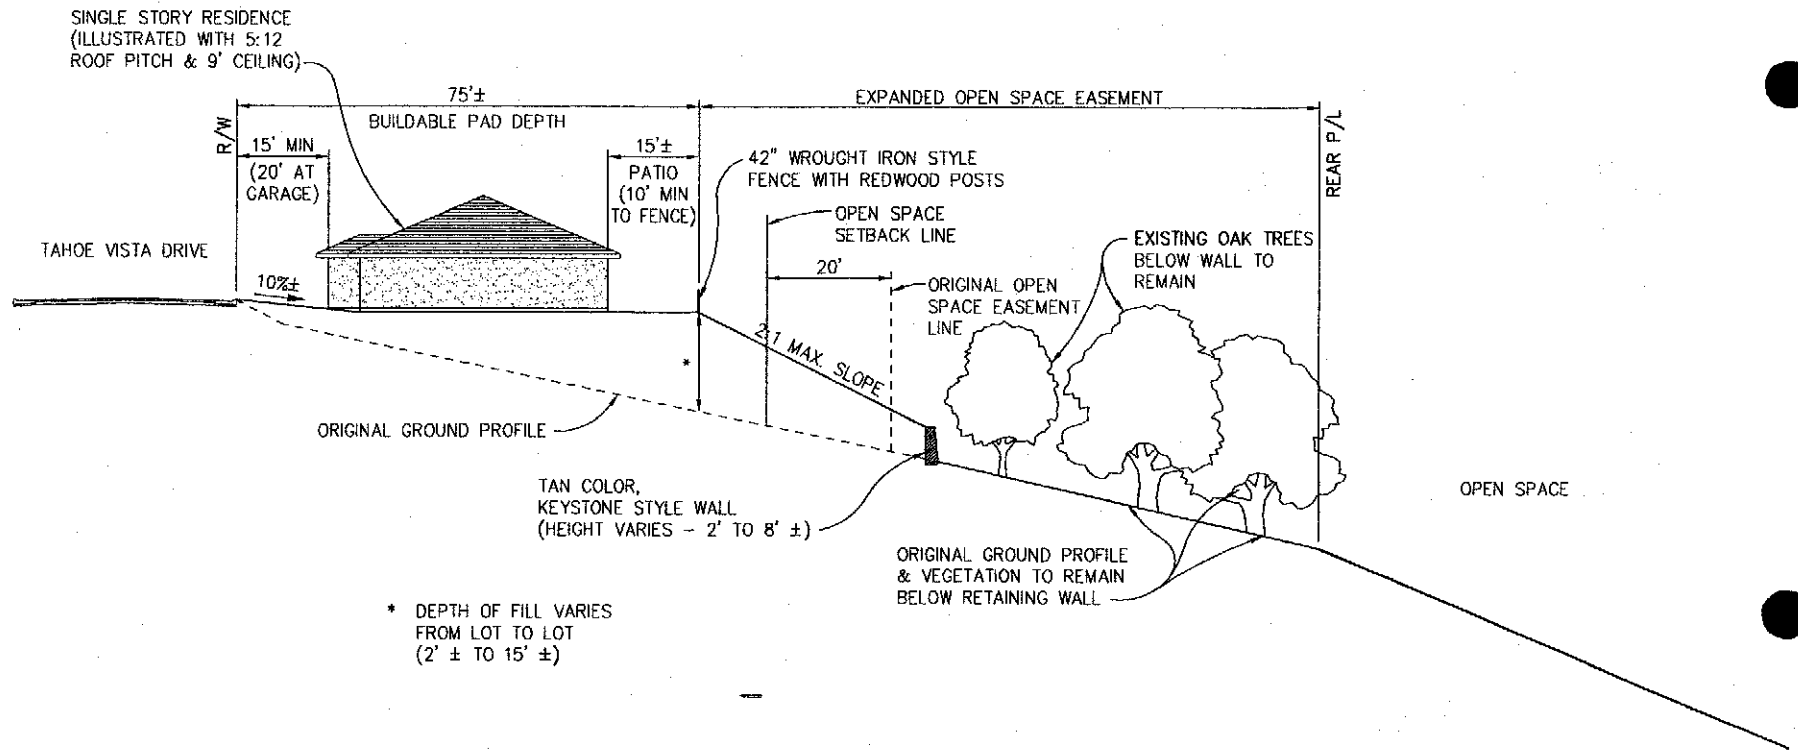 SINGLE STORY RESIDENCE
(ILLUSTRATED WITH 5:12
ROOF PITCH & 9' CEILING)
75'±
BUILDABLE PAD DEPTH
EXPANDED OPEN SPACE EASEMENT
R/W
15' MIN
(20' AT
GARAGE)
15'±
PATIO
(10' MIN
TO FENCE)
42" WROUGHT IRON STYLE
FENCE WITH REDWOOD POSTS
REAR P/L
OPEN SPACE
SETBACK LINE
EXISTING OAK TREES
BELOW WALL TO
REMAIN
TAHOE VISTA DRIVE
10%±
20'
ORIGINAL OPEN
SPACE EASEMENT
LINE
2:1 MAX. SLOPE
*
ORIGINAL GROUND PROFILE
TAN COLOR,
KEYSTONE STYLE WALL
(HEIGHT VARIES - 2' TO 8' ±)
OPEN SPACE
ORIGINAL GROUND PROFILE
& VEGETATION TO REMAIN
BELOW RETAINING WALL
* DEPTH OF FILL VARIES
FROM LOT TO LOT
(2' ± TO 15' ±)